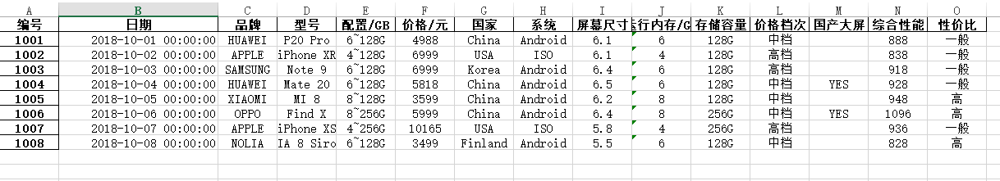 A B C D E F G H I J K L M N O
编号 日期 品牌 型号 配置/GB 价格/元 国家 系统 屏幕尺寸 行内存/G 存储容量 价格档次 国产大屏 综合性能 性价比
1001 2018-10-01 00:00:00 HUAWEI P20 Pro 6~128G 4988 China Android 6.1 6 128G 中档 888 一般
1002 2018-10-02 00:00:00 APPLE iPhone XR 4~128G 6999 USA ISO 6.1 4 128G 高档 838 一般
1003 2018-10-03 00:00:00 SAMSUNG Note 9 6~128G 6999 Korea Android 6.4 6 128G 高档 918 一般
1004 2018-10-04 00:00:00 HUAWEI Mate 20 6~128G 5818 China Android 6.5 6 128G 中档 YES 928 一般
1005 2018-10-05 00:00:00 XIAOMI MI 8 8~128G 3599 China Android 6.2 8 128G 中档 948 高
1006 2018-10-06 00:00:00 OPPO Find X 8~256G 5999 China Android 6.4 8 256G 中档 YES 1096 高
1007 2018-10-07 00:00:00 APPLE iPhone XS 4~256G 10165 USA ISO 5.8 4 256G 高档 936 一般
1008 2018-10-08 00:00:00 NOLIA IA 8 Siro 6~128G 3499 Finland Android 5.5 6 128G 中档 828 高